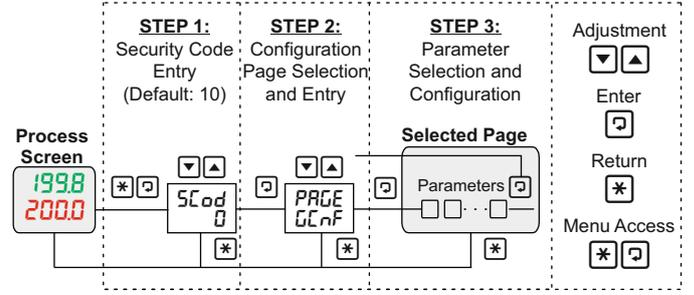 STEP 1:
Security Code
Entry
(Default: 10)
STEP 2:
Configuration
Page Selection
and Entry
STEP 3:
Parameter
Selection and
Configuration
Adjustment
Enter
Return
Menu Access
Process
Screen
199.8
200.0
SCod
0
PAGE
GCnF
Selected Page
Parameters